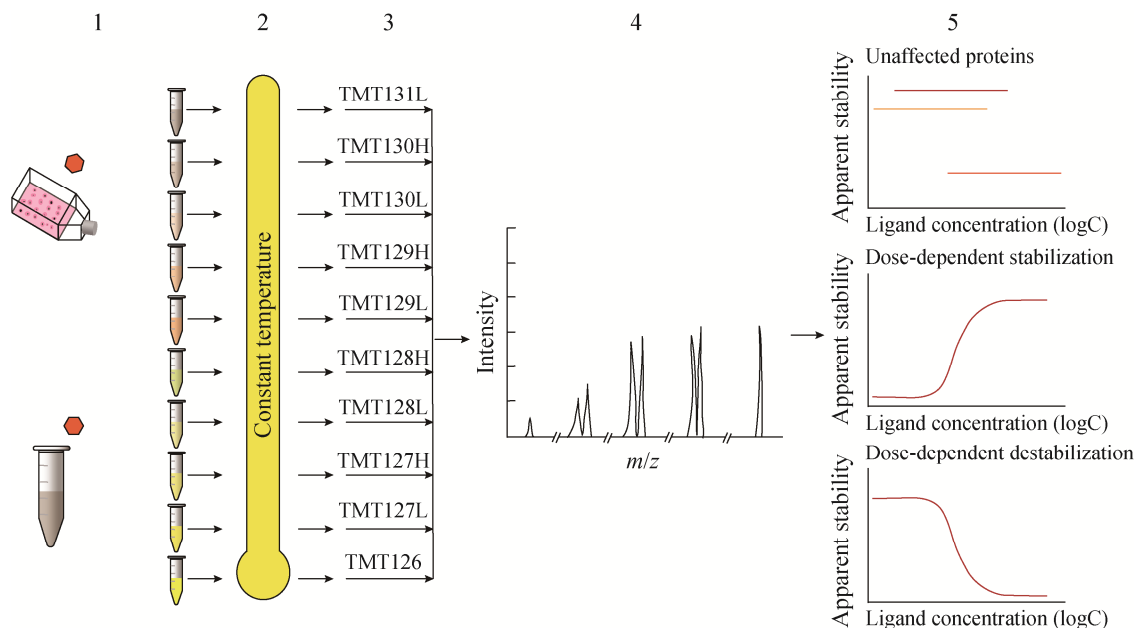 1
2
3
4
5
TMT131L
TMT130H
TMT130L
TMT129H
TMT129L
TMT128H
TMT128L
TMT127H
TMT127L
TMT126
Constant temperature
Intensity
m/z
Unaffected proteins
Apparent stability
Ligand concentration (logC)
Dose-dependent stabilization
Apparent stability
Ligand concentration (logC)
Dose-dependent destabilization
Apparent stability
Ligand concentration (logC)